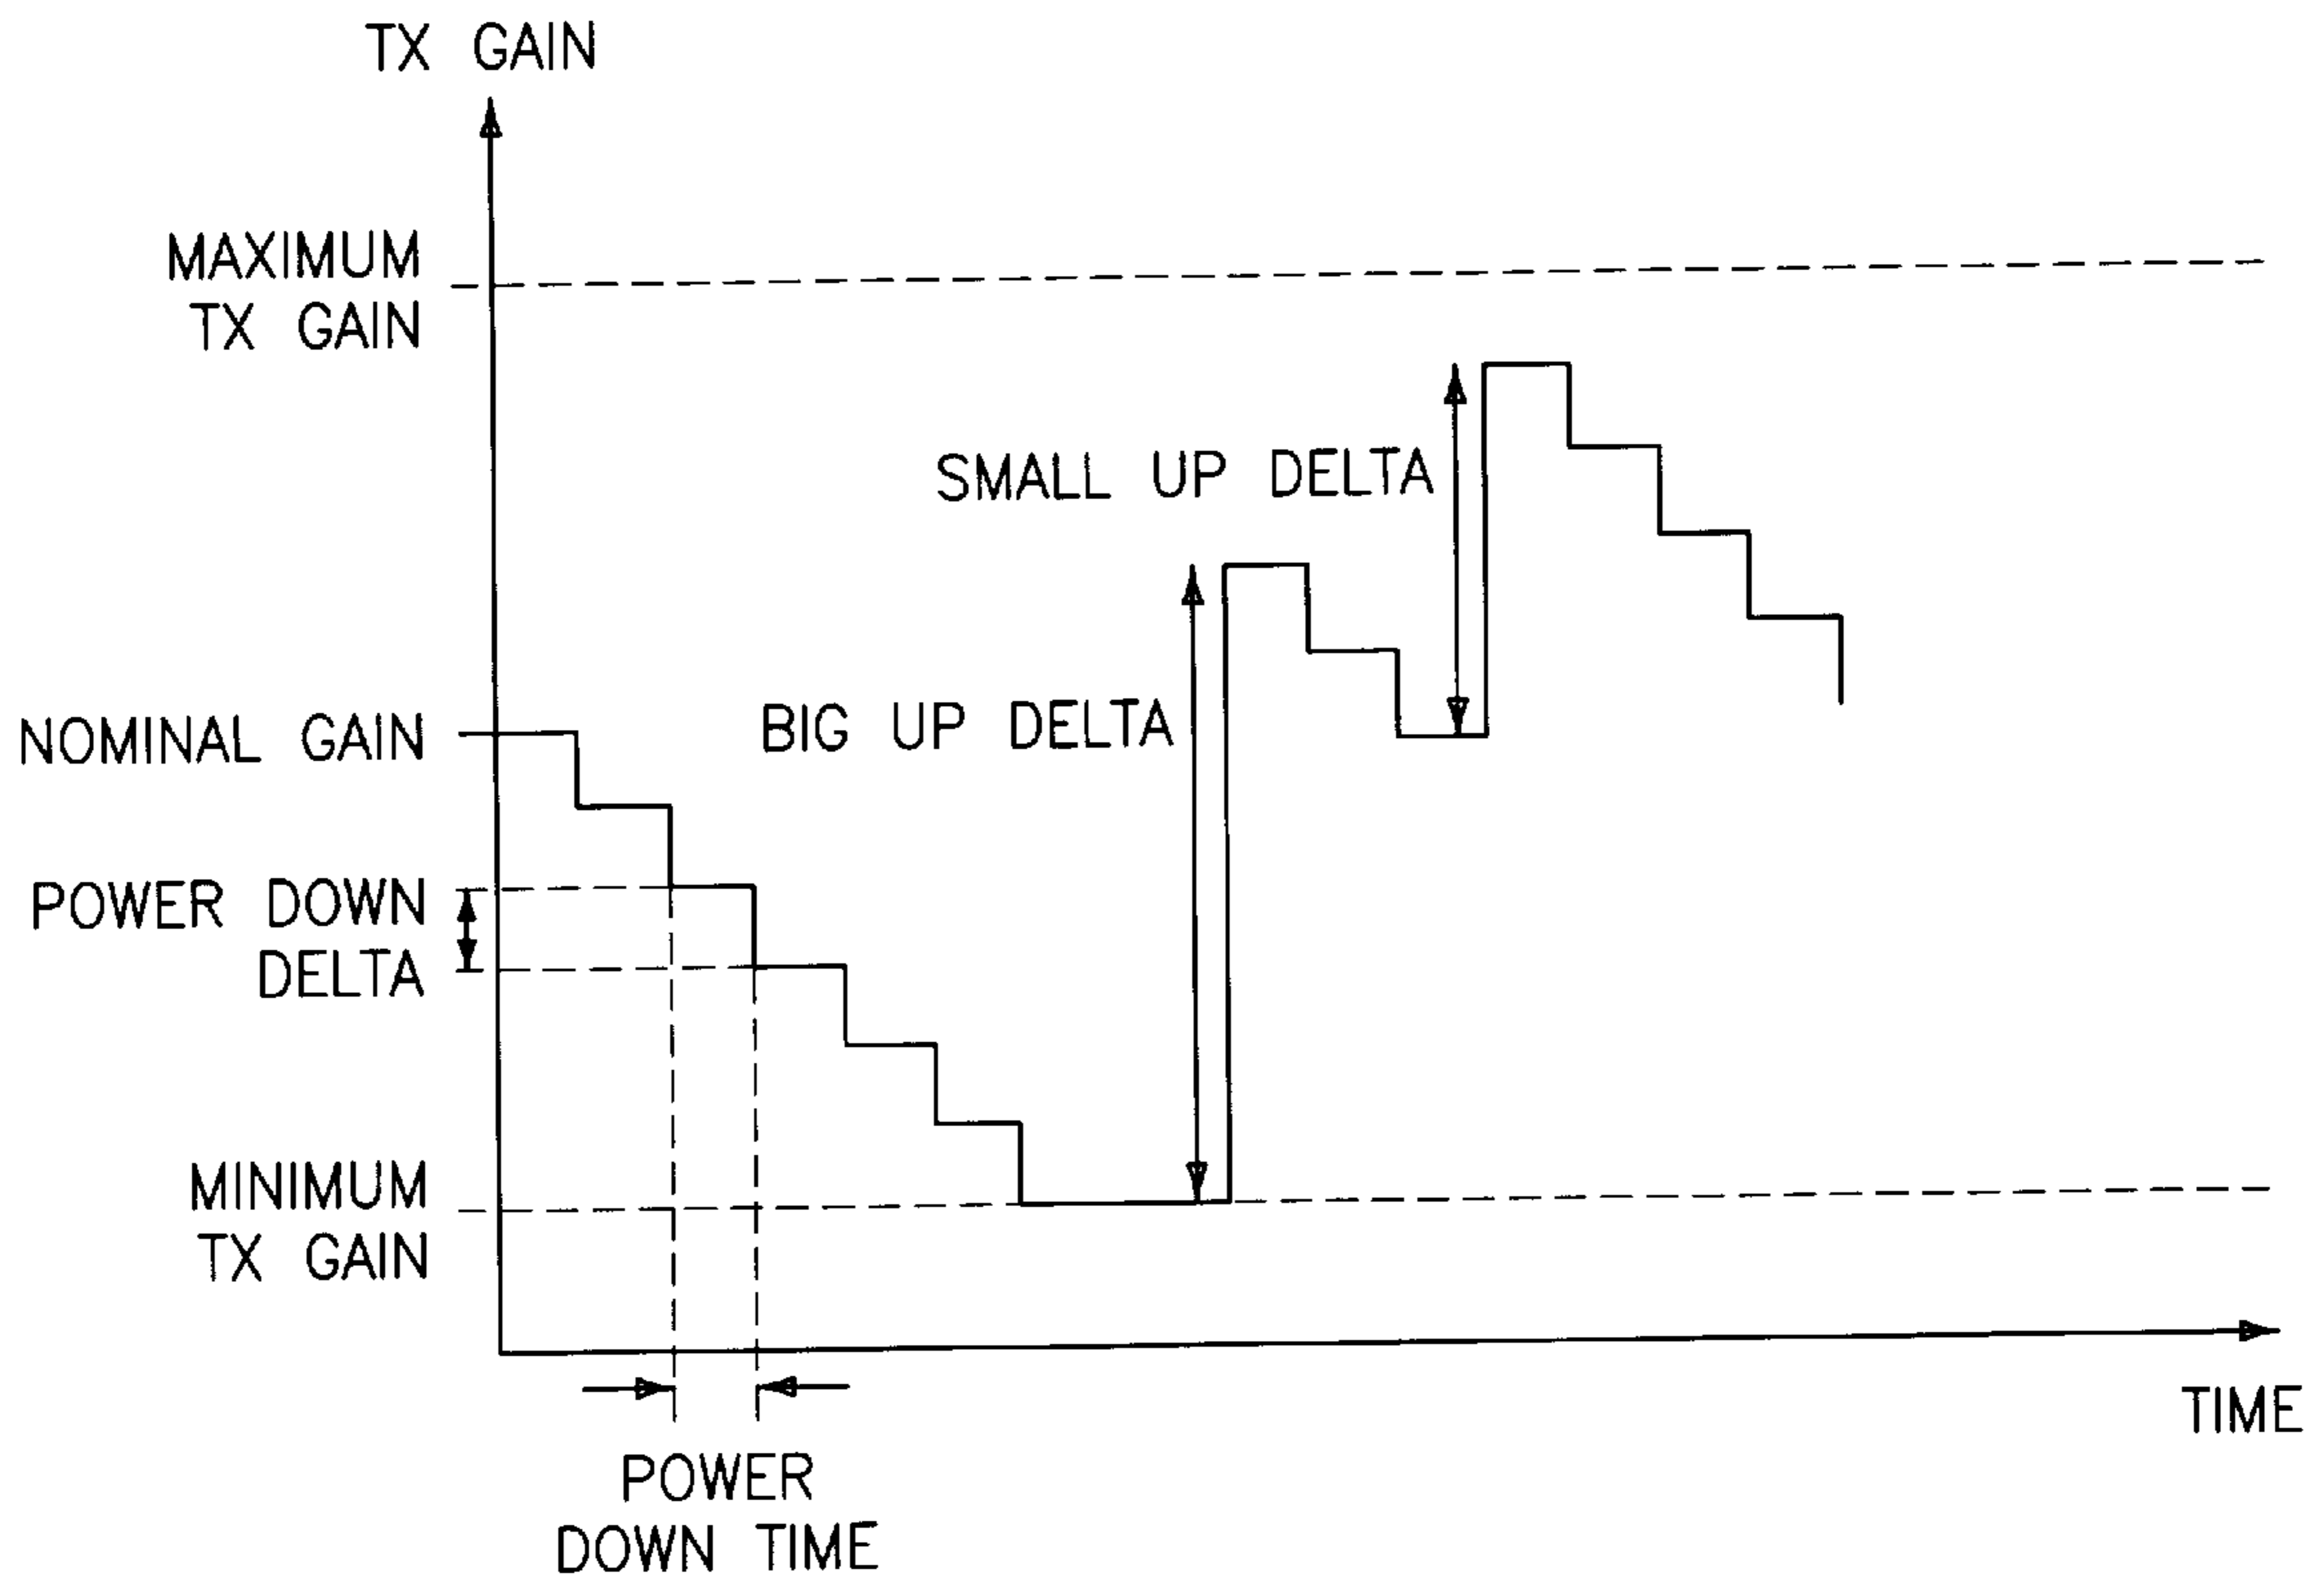 TX GAIN
MAXIMUM
TX GAIN
SMALL UP DELTA
NOMINAL GAIN
BIG UP DELTA
POWER DOWN
DELTA
MINIMUM
TX GAIN
TIME
POWER
DOWN TIME